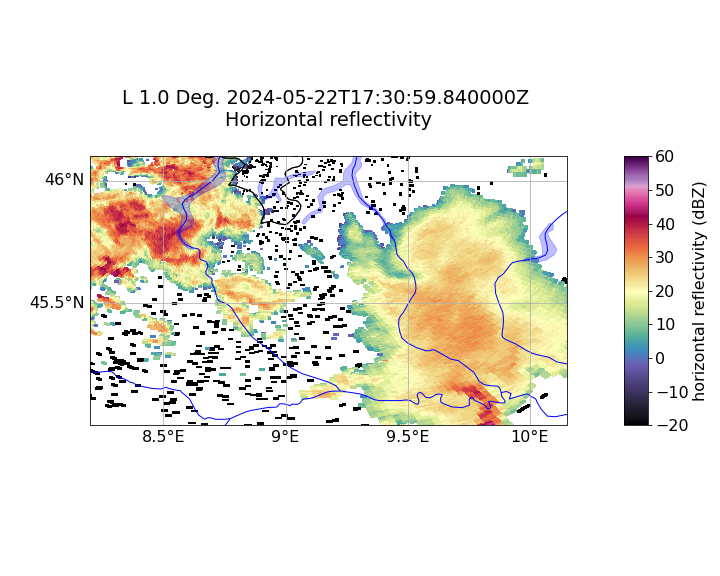 L 1.0 Deg. 2024-05-22T17:30:59.840000Z
Horizontal reflectivity
46°N
45.5°N
8.5°E
9°E
9.5°E
10°E
60
50
40
30
20
10
0
−10
−20
horizontal reflectivity (dBZ)